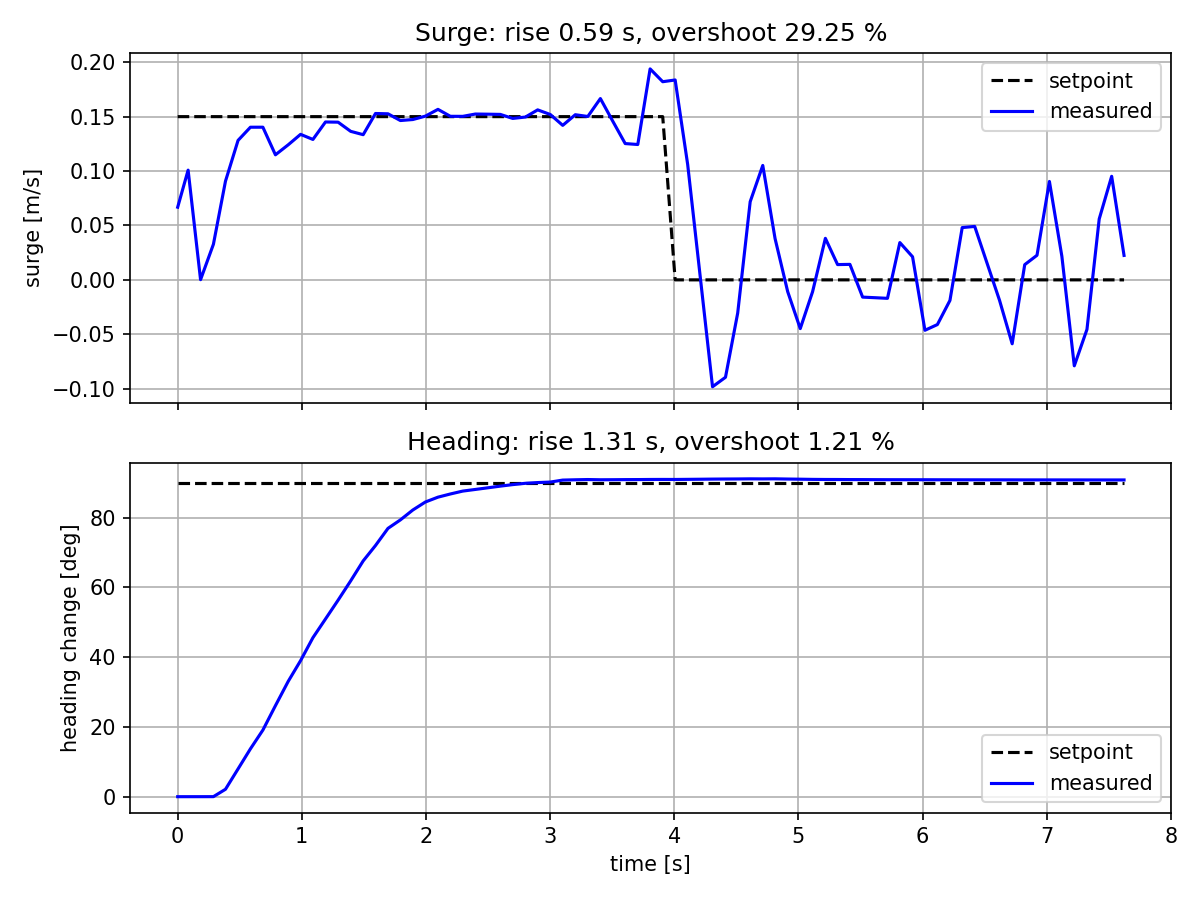 Surge: rise 0.59 s, overshoot 29.25 %
0.20
0.15
0.10
0.05
0.00
−0.05
−0.10
surge [m/s]
setpoint
measured
Heading: rise 1.31 s, overshoot 1.21 %
80
60
40
20
0
heading change [deg]
setpoint
measured
0 1 2 3 4 5 6 7 8
time [s]